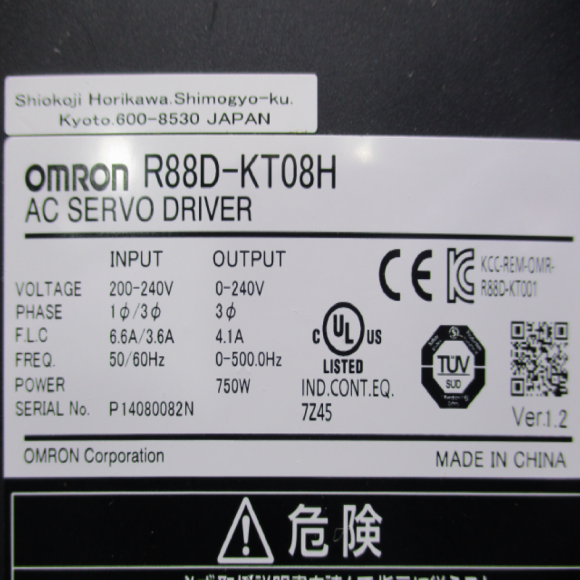 Shiokoji Horikawa.Shimogyo-ku.
Kyoto.600-8530 JAPAN
OMRON R88D-KT08H
AC SERVO DRIVER
INPUT OUTPUT
VOLTAGE 200-240V 0-240V
PHASE 1φ/3φ 3φ
F.L.C 6.6A/3.6A 4.1A
FREQ. 50/60Hz 0-500.0Hz
POWER 750W
SERIAL No. P14080082N
CE KC KCC-REM-OMR-
R88D-KT001
C UL US
LISTED
IND.CONT.EQ.
7Z45
TÜV
SUD
Ver.1.2
OMRON Corporation MADE IN CHINA
危険